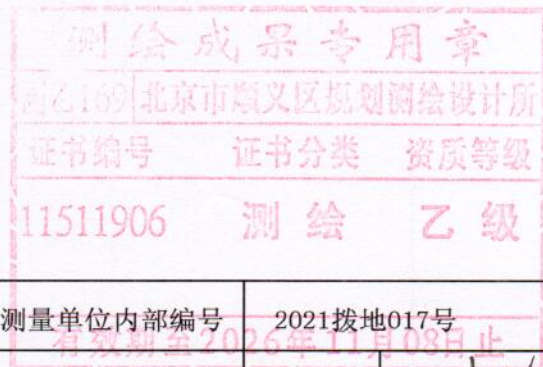 测绘成果专用章
测乙169 北京市顺义区规划测绘设计所
证书编号 证书分类 资质等级
11511906 测绘 乙级
测量单位内部编号 2021拨地017号
有效期至2026年11月08日止